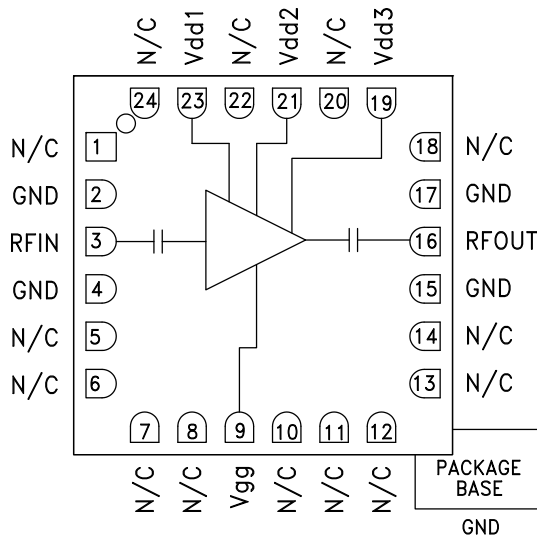 N/C Vdd1 N/C Vdd2 N/C Vdd3
24 23 22 21 20 19
N/C 1 18 N/C
GND 2 17 GND
RFIN 3 16 RFOUT
GND 4 15 GND
N/C 5 14 N/C
N/C 6 13 N/C
7 8 9 10 11 12
N/C N/C Vgg N/C N/C N/C
PACKAGE
BASE
GND